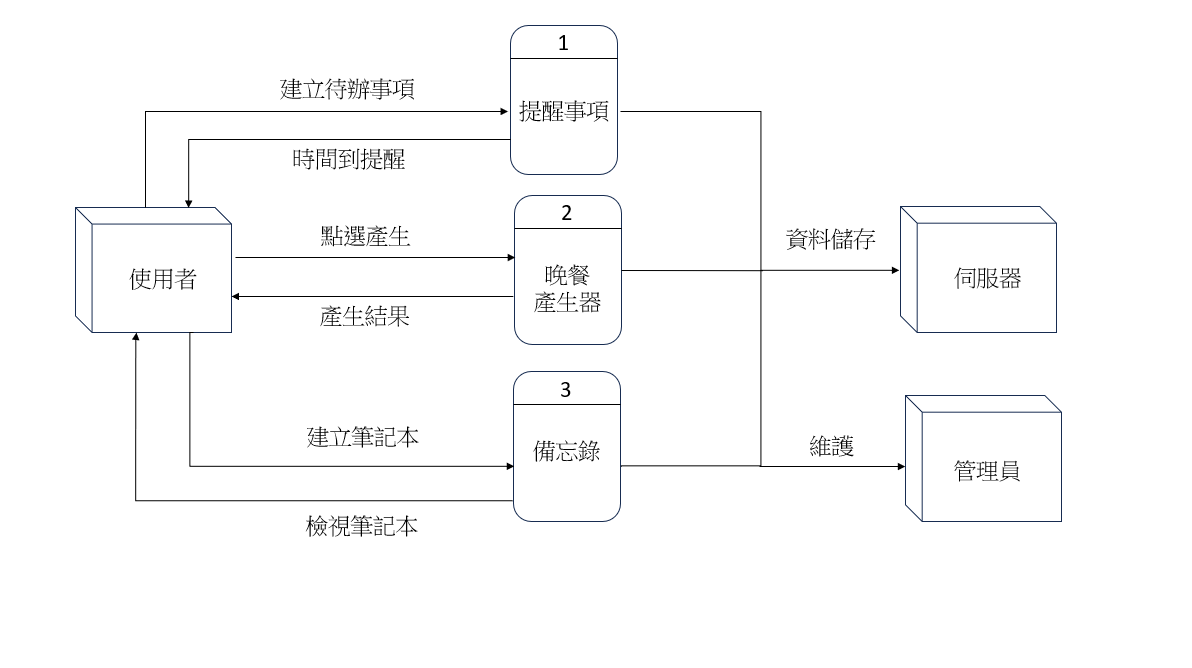 1
建立待辦事項
提醒事項
時間到提醒
2
點選產生
資料儲存
使用者
晚餐
產生器
伺服器
產生結果
3
建立筆記本
備忘錄
維護
管理員
檢視筆記本